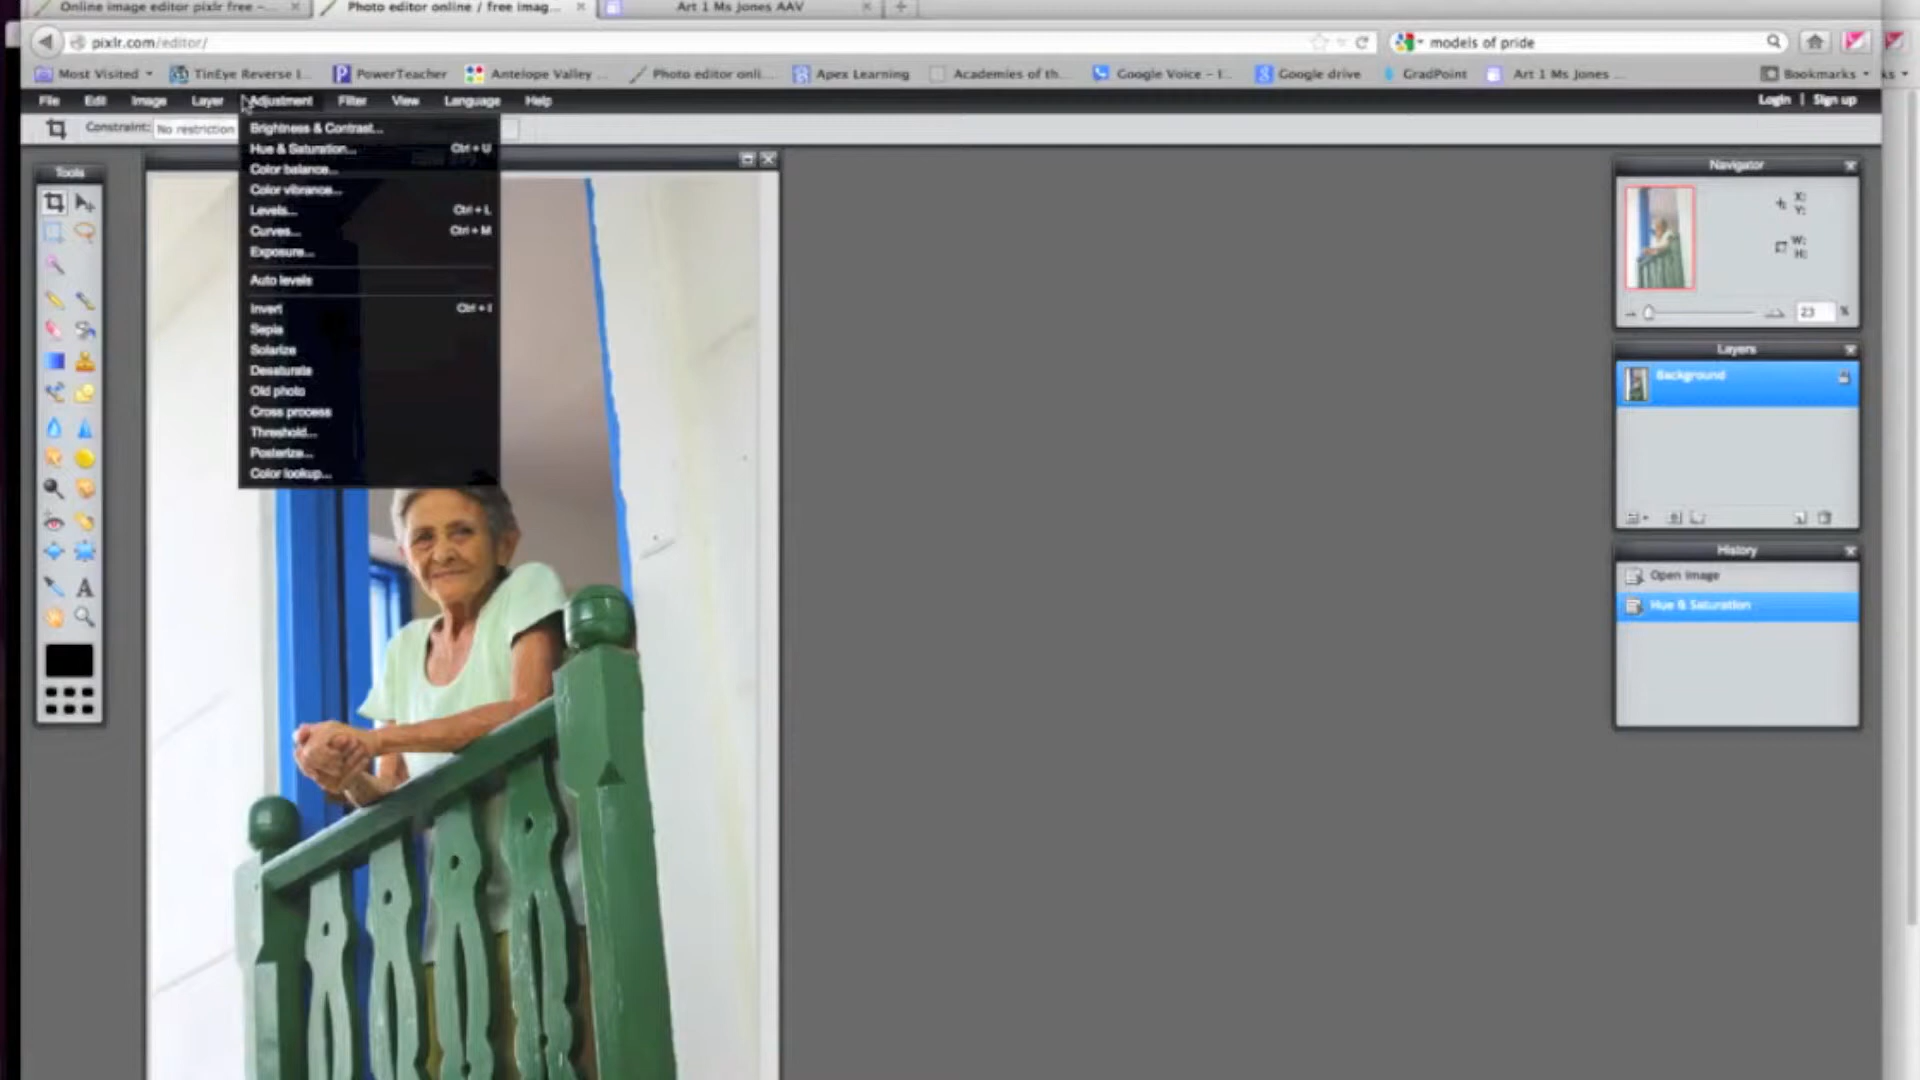 Online image editor pixlr free -... Photo editor online / free imag... Art 1 Ms Jones AAV
pixlr.com/editor/ models of pride
Most Visited TinEye Reverse I... PowerTeacher Antelope Valley ... Photo editor onli... Apex Learning Academies of th... Google Voice - I... Google drive GradPoint Art 1 Ms Jones ... Bookmarks ks
File Edit Image Layer Adjustment Filter View Language Help Login | Sign up
Constraint: No restriction
Brightness & Contrast...
Hue & Saturation... Ctrl + U
Color balance...
Color vibrance...
Levels... Ctrl + L
Curves... Ctrl + M
Exposure...
Auto levels
Invert Ctrl + I
Sepia
Solarize
Desaturate
Old photo
Cross process
Threshold...
Posterize...
Color lookup...
Tools
A
Navigator
X:
Y:
W:
H:
23 %
Layers
Background
History
Open image
Hue & Saturation